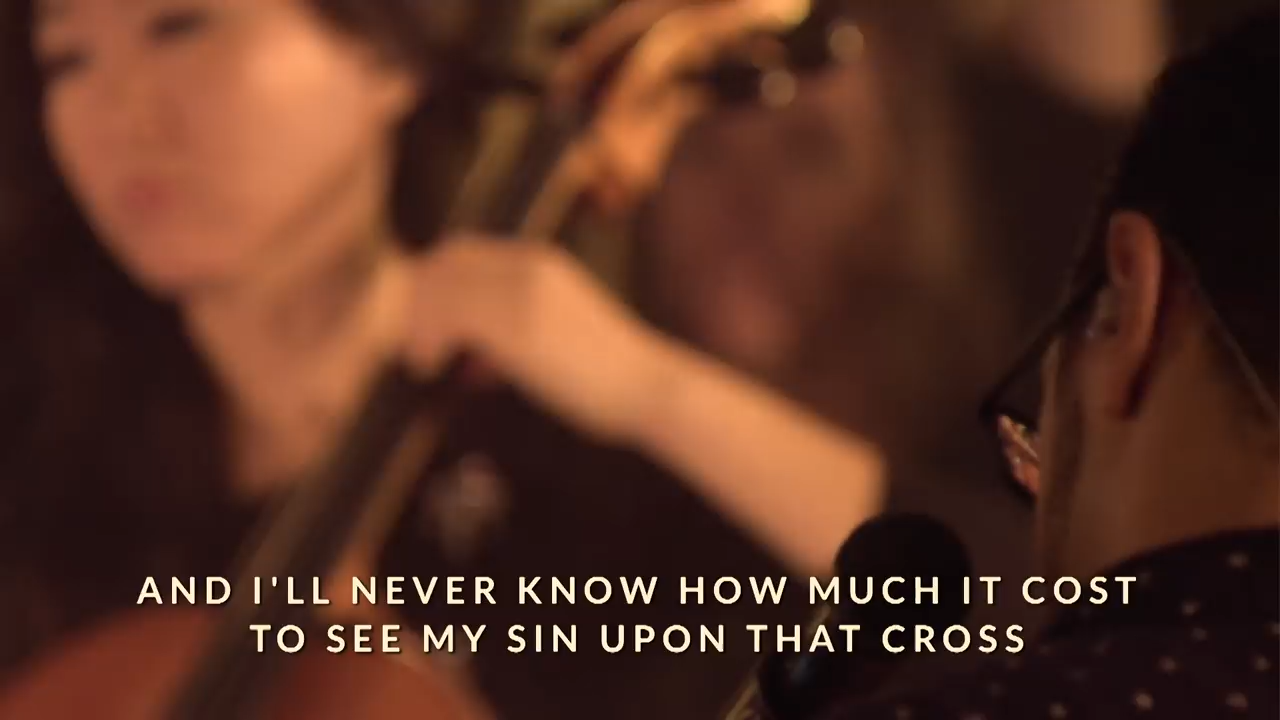 AND I'LL NEVER KNOW HOW MUCH IT COST
TO SEE MY SIN UPON THAT CROSS